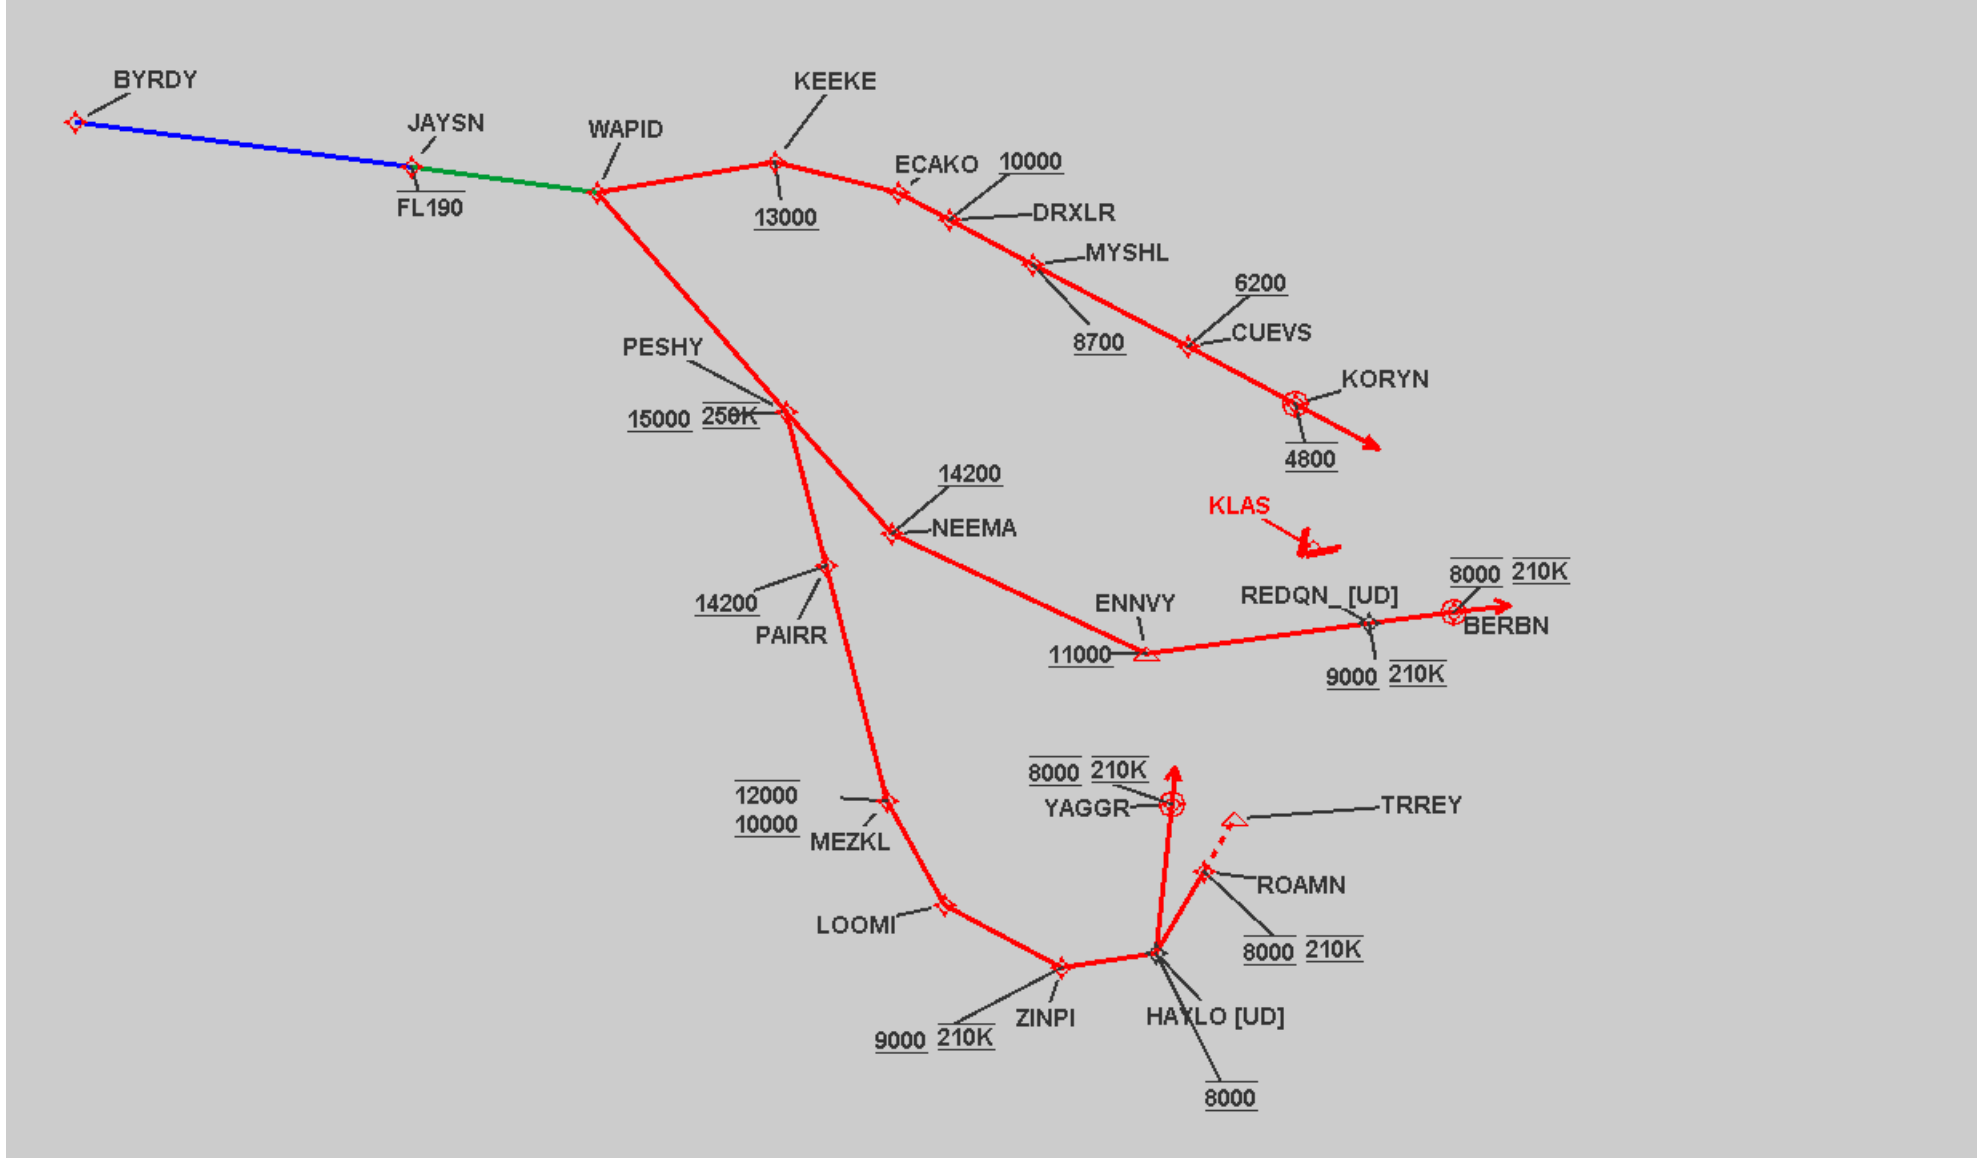 BYRDY
KEEKE
JAYSN
WAPID
ECAKO
10000
FL190
13000
DRXLR
MYSHL
6200
8700
CUEVS
PESHY
KORYN
15000 250K
4800
14200
KLAS
NEEMA
8000 210K
14200
ENNVY
REDQN [UD]
PAIRR
BERBN
11000
9000 210K
8000 210K
12000
YAGGR
TRREY
10000
MEZKL
ROAMN
LOOMI
8000 210K
ZINPI
HAYLO [UD]
9000 210K
8000